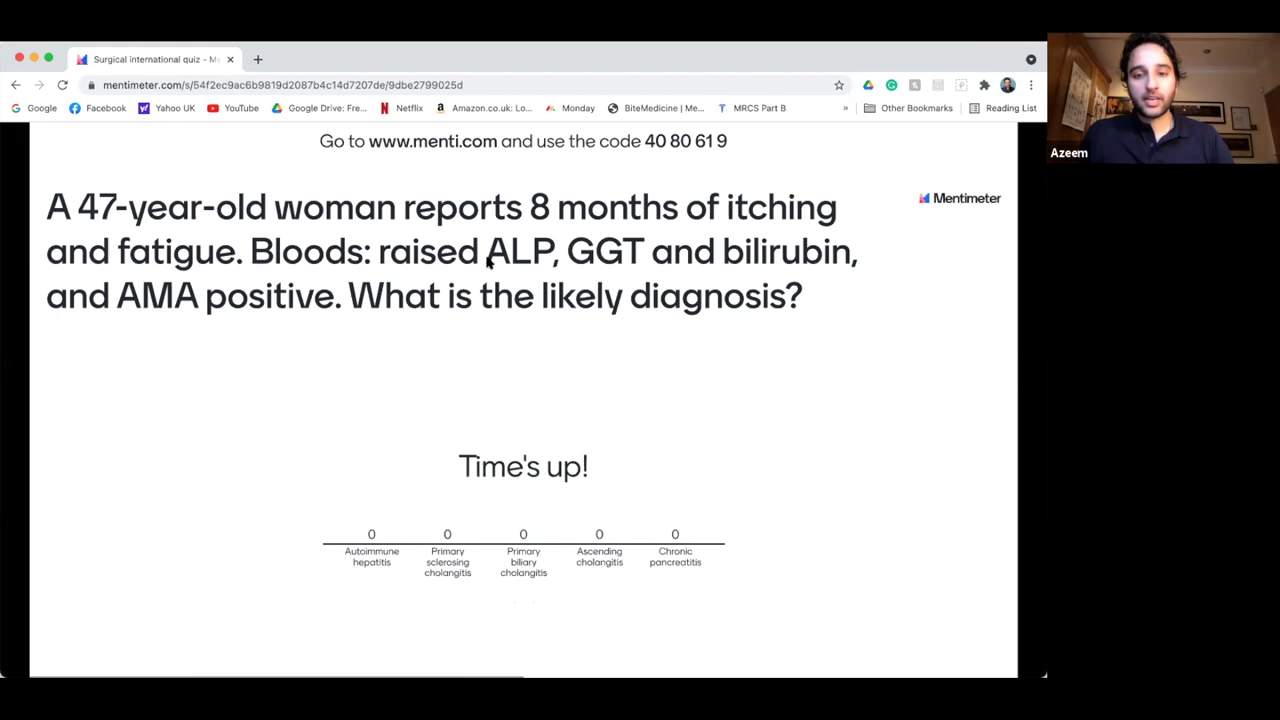 Surgical international quiz - Me
mentimeter.com/s/54f2ec9ac6b9819d2087b4c14d7207de/9dbe2799025d
Google Facebook Yahoo UK YouTube Google Drive: Fre... Netflix Amazon.co.uk: Lo... Monday BiteMedicine | Me... MRCS Part B » Other Bookmarks Reading List
Azeem
Go to www.menti.com and use the code 40 80 61 9
Mentimeter
A 47-year-old woman reports 8 months of itching
and fatigue. Bloods: raised ALP, GGT and bilirubin,
and AMA positive. What is the likely diagnosis?
Time's up!
0 0 0 0 0
Autoimmune
hepatitis
Primary
sclerosing
cholangitis
Primary
biliary
cholangitis
Ascending
cholangitis
Chronic
pancreatitis